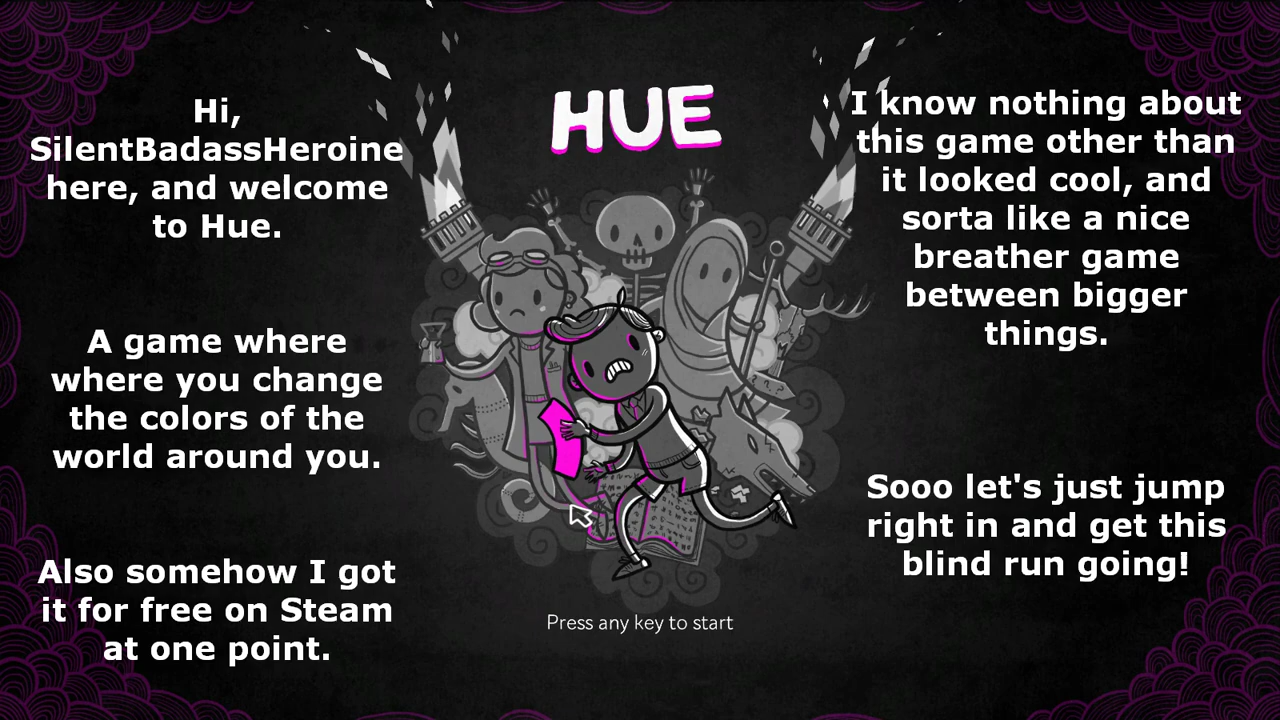 Hi,
SilentBadassHeroine
here, and welcome
to Hue.
A game where
where you change
the colors of the
world around you.
Also somehow I got
it for free on Steam
at one point.
HUE
Press any key to start
I know nothing about
this game other than
it looked cool, and
sorta like a nice
breather game
between bigger
things.
Sooo let's just jump
right in and get this
blind run going!